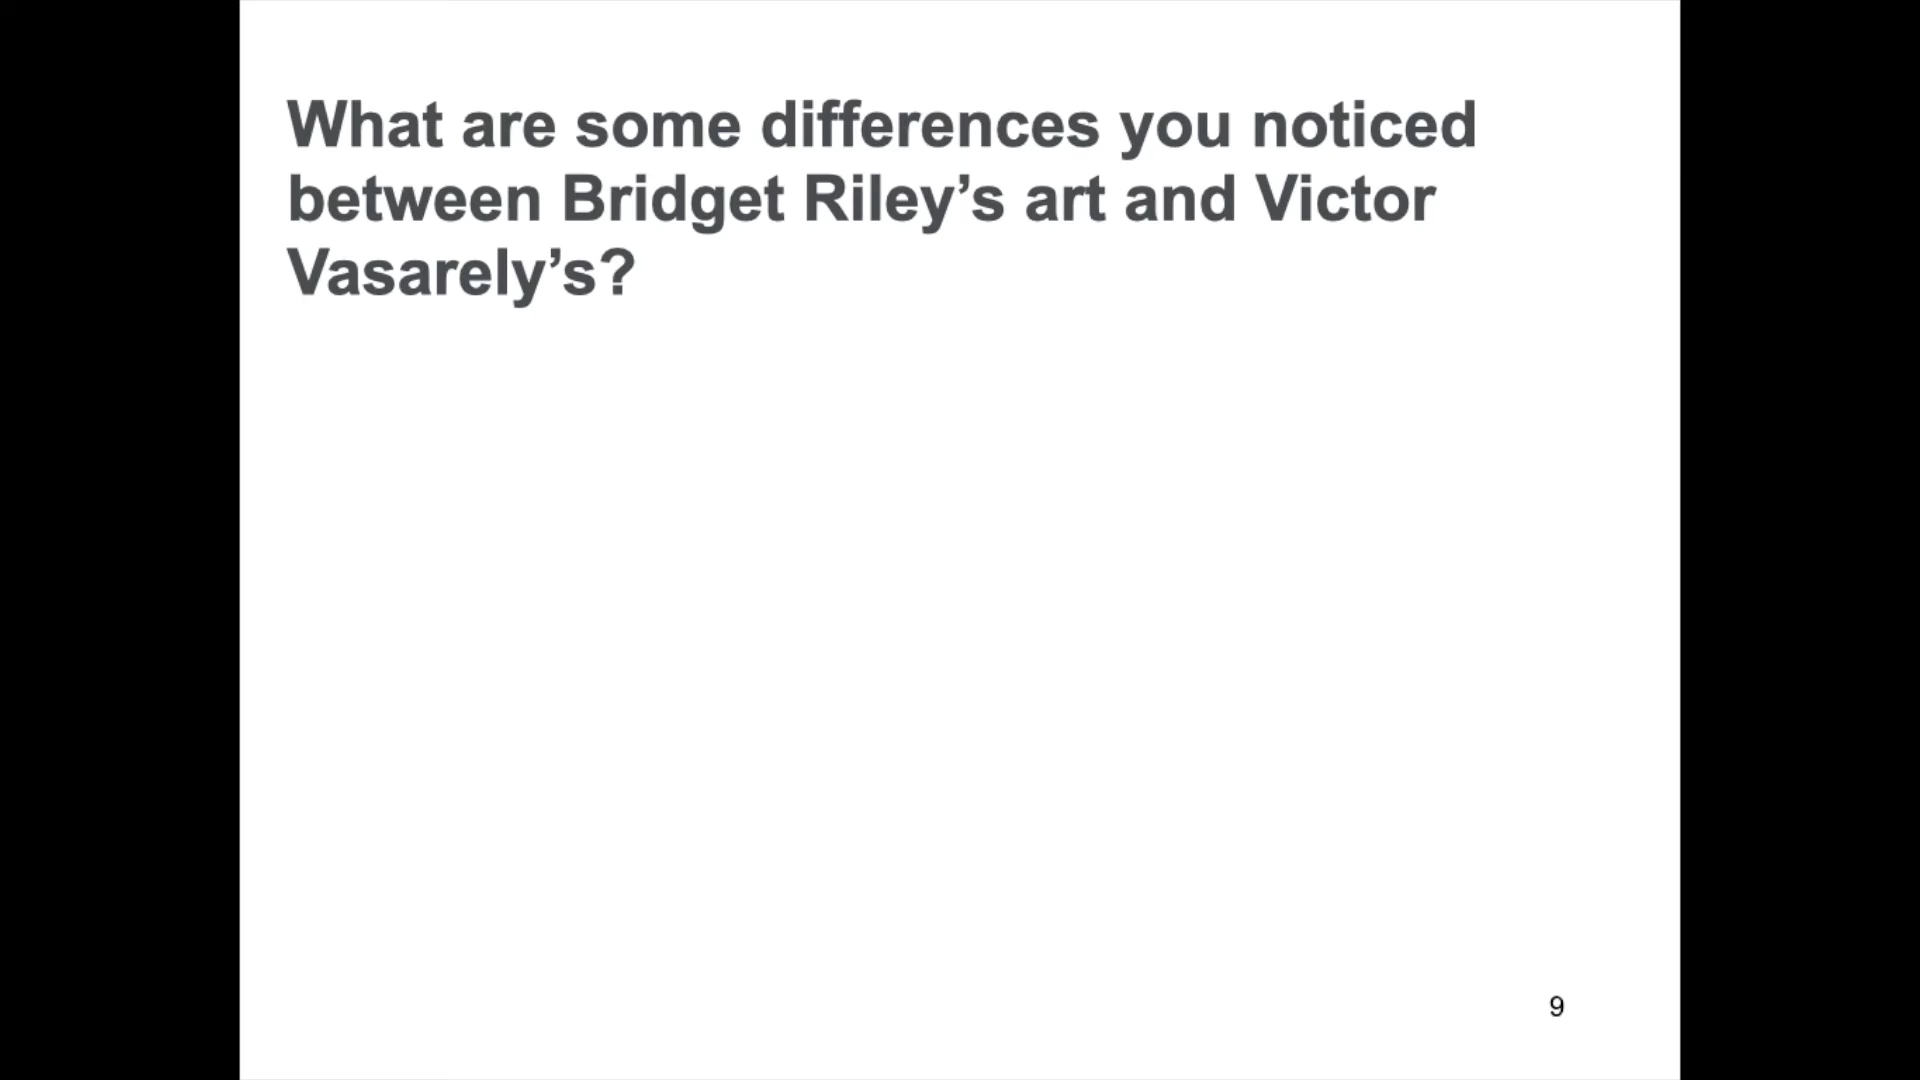 What are some differences you noticed
between Bridget Riley’s art and Victor
Vasarely’s?
9